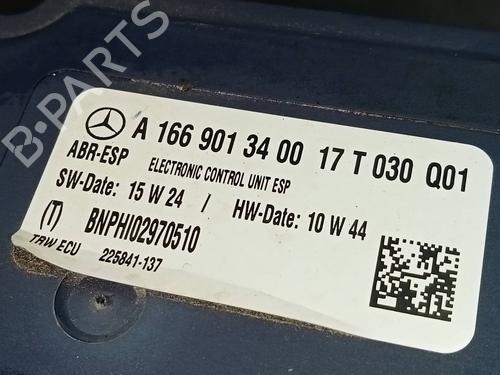 B-PARTS
A 166 901 34 00 17 T 030 Q01
ABR-ESP ELECTRONIC CONTROL UNIT ESP
SW-Date: 15 W 24 / HW-Date: 10 W 44
(T) BNPHI02970510
TRW ECU 225841-137